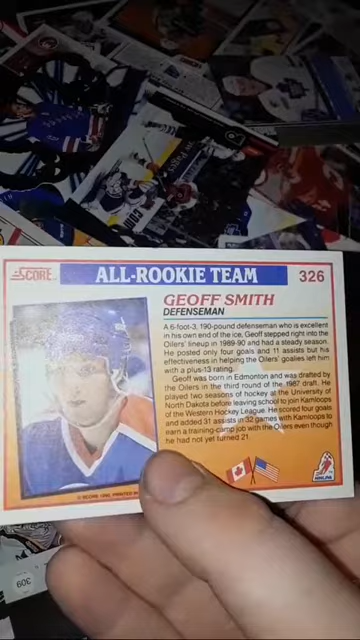 SCORE
ALL-ROOKIE TEAM
326
GEOFF SMITH
DEFENSEMAN
A 6-foot-3, 190-pound defenseman who is excellent
in his own end of the ice, Geoff stepped right into the
Oilers' lineup in 1989-90 and had a steady season.
He posted only four goals and 11 assists but his
effectiveness in helping the Oilers' goalies left him
with a plus-13 rating.
Geoff was born in Edmonton and was drafted by
the Oilers in the third round of the 1987 draft. He
played two seasons of hockey at the University of
North Dakota before leaving school to join Kamloops
of the Western Hockey League. He scored four goals
and added 31 assists in 32 games with Kamloops to
earn a training-camp job with the Oilers even though
he had not yet turned 21.
NHLPA
© SCORE 1990, PRINTED IN
309